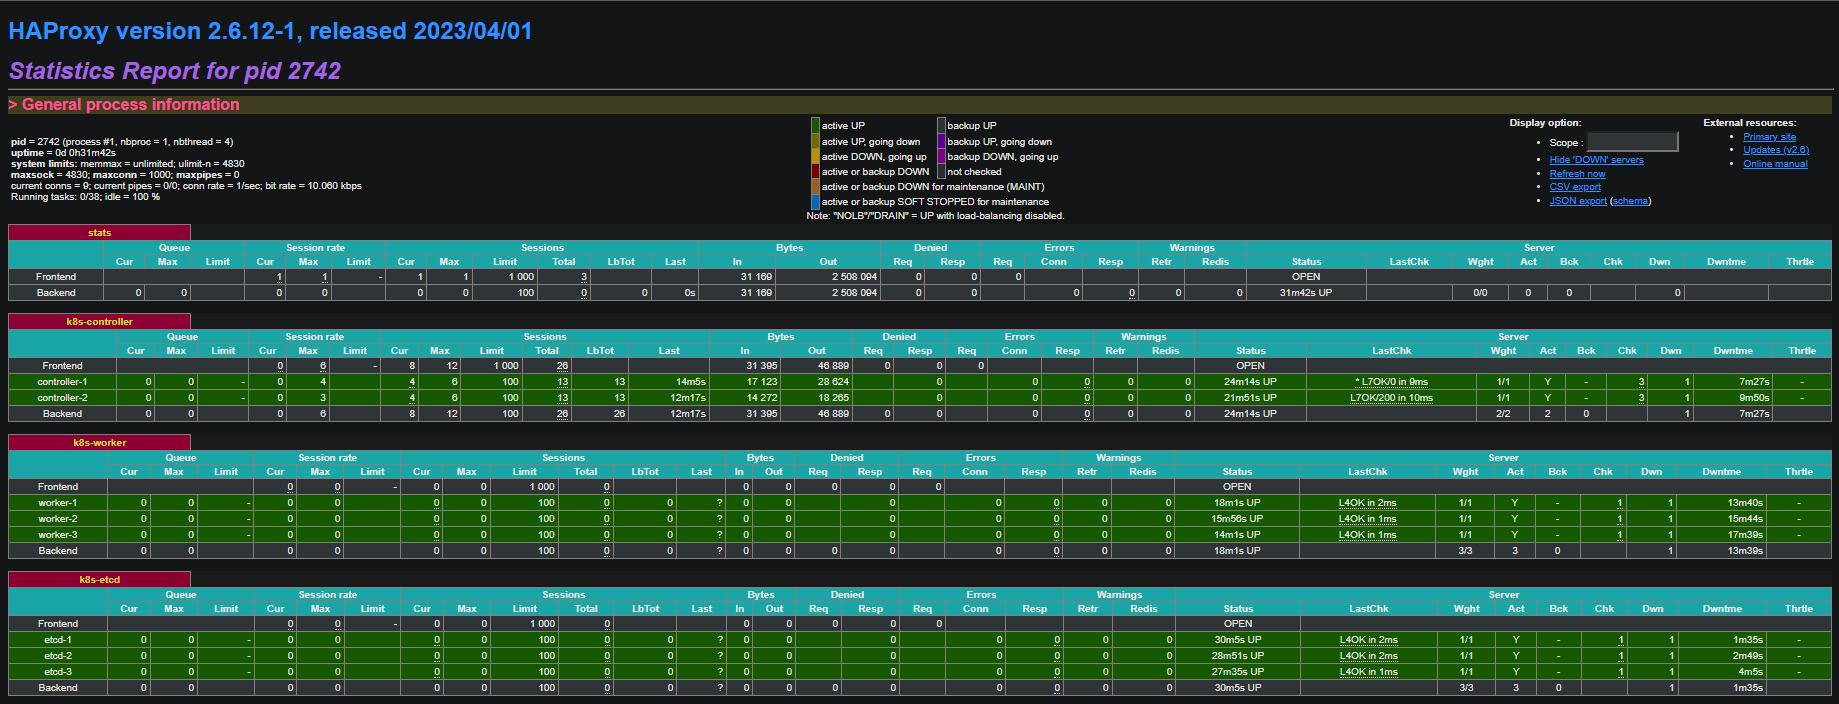 HAProxy version 2.6.12-1, released 2023/04/01
Statistics Report for pid 2742
> General process information
pid = 2742 (process #1, nbproc = 1, nbthread = 4)
uptime = 0d 0h31m42s
system limits: memmax = unlimited; ulimit-n = 4830
maxsock = 4830; maxconn = 1000; maxpipes = 0
current conns = 9; current pipes = 0/0; conn rate = 1/sec; bit rate = 10.060 kbps
Running tasks: 0/38; idle = 100 %
active UP backup UP
active UP, going down backup UP, going down
active DOWN, going up backup DOWN, going up
active or backup DOWN not checked
active or backup DOWN for maintenance (MAINT)
active or backup SOFT STOPPED for maintenance
Note: "NOLB"/"DRAIN" = UP with load-balancing disabled.
Display option:
• Scope :
• Hide 'DOWN' servers
• Refresh now
• CSV export
• JSON export (schema)
External resources:
• Primary site
• Updates (v2.6)
• Online manual
stats
Queue Session rate Sessions Bytes Denied Errors Warnings Server
Cur Max Limit Cur Max Limit Cur Max Limit Total LbTot Last In Out Req Resp Req Conn Resp Retr Redis Status LastChk Wght Act Bck Chk Dwn Dwntme Thrtle
Frontend 1 1 - 1 1 1 000 3 31 169 2 508 094 0 0 0 OPEN
Backend 0 0 0 0 0 0 100 0 0 0s 31 169 2 508 094 0 0 0 0 0 0 31m42s UP 0/0 0 0 0
k8s-controller
Queue Session rate Sessions Bytes Denied Errors Warnings Server
Cur Max Limit Cur Max Limit Cur Max Limit Total LbTot Last In Out Req Resp Req Conn Resp Retr Redis Status LastChk Wght Act Bck Chk Dwn Dwntme Thrtle
Frontend 0 6 - 8 12 1 000 26 31 395 46 889 0 0 0 OPEN
controller-1 0 0 - 0 4 4 6 100 13 13 14m5s 17 123 28 624 0 0 0 0 0 24m14s UP * L7OK/0 in 9ms 1/1 Y - 3 1 7m27s -
controller-2 0 0 - 0 3 4 6 100 13 13 12m17s 14 272 18 265 0 0 0 0 0 21m51s UP L7OK/200 in 10ms 1/1 Y - 3 1 9m50s -
Backend 0 0 0 6 8 12 100 26 26 12m17s 31 395 46 889 0 0 0 0 0 0 24m14s UP 2/2 2 0 1 7m27s
k8s-worker
Queue Session rate Sessions Bytes Denied Errors Warnings Server
Cur Max Limit Cur Max Limit Cur Max Limit Total LbTot Last In Out Req Resp Req Conn Resp Retr Redis Status LastChk Wght Act Bck Chk Dwn Dwntme Thrtle
Frontend 0 0 - 0 0 1 000 0 0 0 0 0 0 OPEN
worker-1 0 0 - 0 0 0 0 100 0 0 ? 0 0 0 0 0 0 0 18m1s UP L4OK in 2ms 1/1 Y - 1 1 13m40s -
worker-2 0 0 - 0 0 0 0 100 0 0 ? 0 0 0 0 0 0 0 15m56s UP L4OK in 1ms 1/1 Y - 1 1 15m44s -
worker-3 0 0 - 0 0 0 0 100 0 0 ? 0 0 0 0 0 0 0 14m1s UP L4OK in 1ms 1/1 Y - 1 1 17m39s -
Backend 0 0 0 0 0 0 100 0 0 ? 0 0 0 0 0 0 0 0 18m1s UP 3/3 3 0 1 13m39s
k8s-etcd
Queue Session rate Sessions Bytes Denied Errors Warnings Server
Cur Max Limit Cur Max Limit Cur Max Limit Total LbTot Last In Out Req Resp Req Conn Resp Retr Redis Status LastChk Wght Act Bck Chk Dwn Dwntme Thrtle
Frontend 0 0 - 0 0 1 000 0 0 0 0 0 0 OPEN
etcd-1 0 0 - 0 0 0 0 100 0 0 ? 0 0 0 0 0 0 0 30m5s UP L4OK in 2ms 1/1 Y - 1 1 1m35s -
etcd-2 0 0 - 0 0 0 0 100 0 0 ? 0 0 0 0 0 0 0 28m51s UP L4OK in 2ms 1/1 Y - 1 1 2m49s -
etcd-3 0 0 - 0 0 0 0 100 0 0 ? 0 0 0 0 0 0 0 27m35s UP L4OK in 1ms 1/1 Y - 1 1 4m5s -
Backend 0 0 0 0 0 0 100 0 0 ? 0 0 0 0 0 0 0 0 30m5s UP 3/3 3 0 1 1m35s